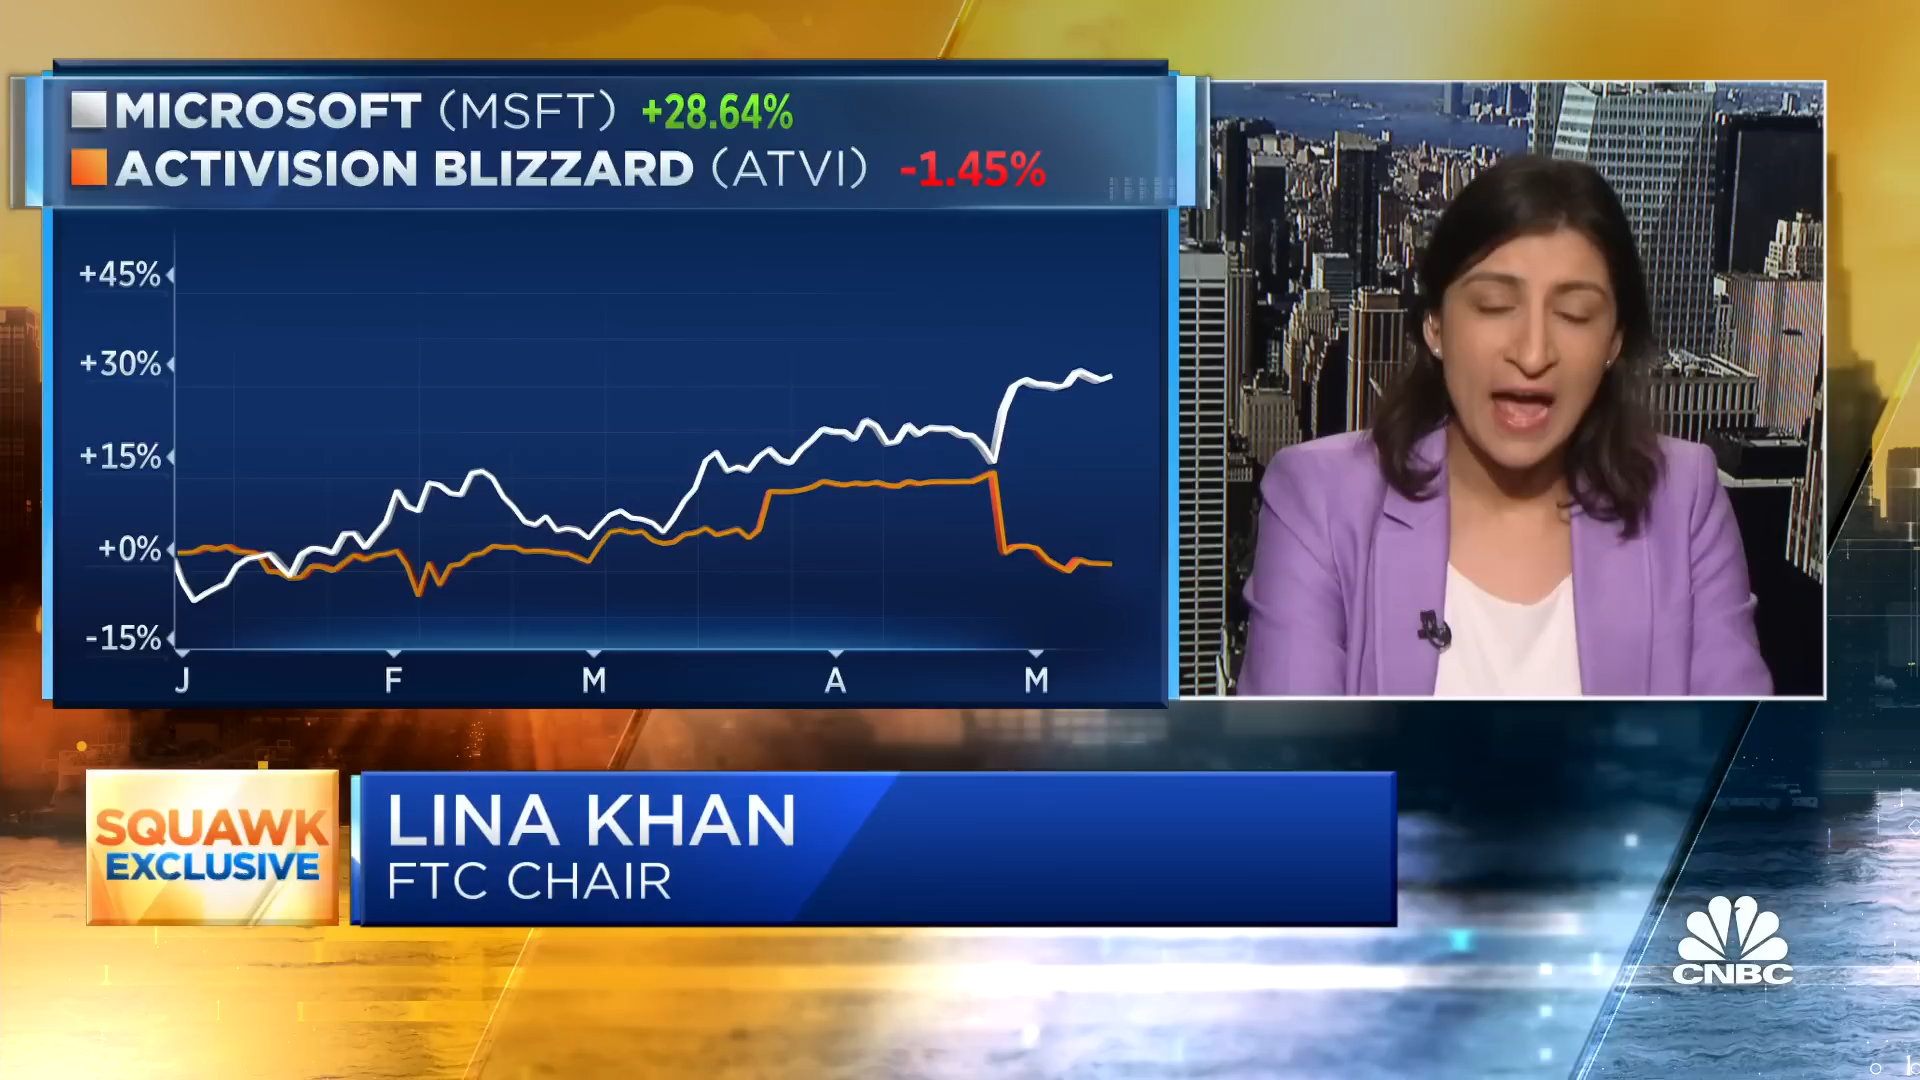 MICROSOFT (MSFT) +28.64%
ACTIVISION BLIZZARD (ATVI) -1.45%
+45%
+30%
+15%
+0%
-15%
J F M A M
SQUAWK
EXCLUSIVE
LINA KHAN
FTC CHAIR
CNBC